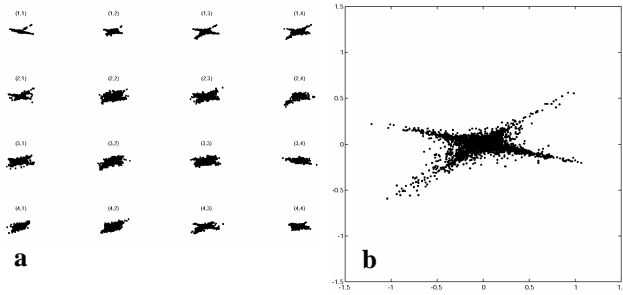 (1,1) (1,2) (1,3) (1,4)
(2,1) (2,2) (2,3) (2,4)
(3,1) (3,2) (3,3) (3,4)
(4,1) (4,2) (4,3) (4,4)
a
1.5
1
0.5
0
-0.5
-1
-1.5
b
-1.5 -1 -0.5 0 0.5 1 1.5